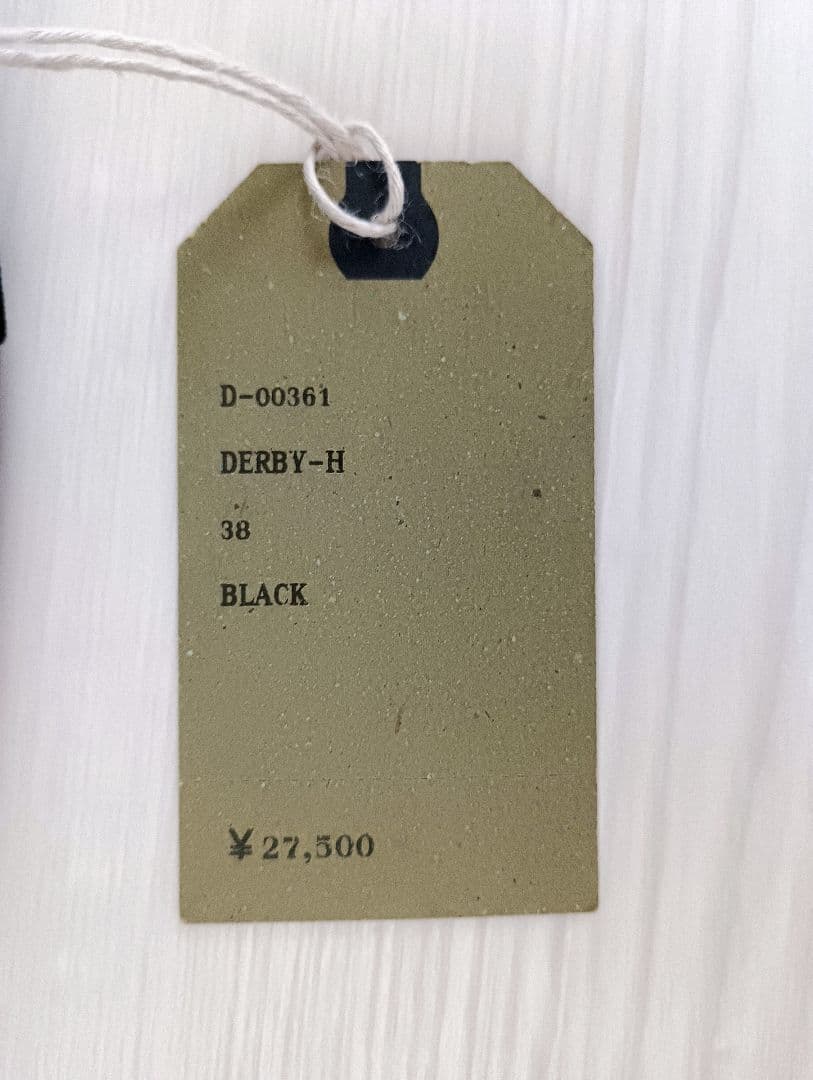 D-00361
DERBY-H
38
BLACK
¥27,500